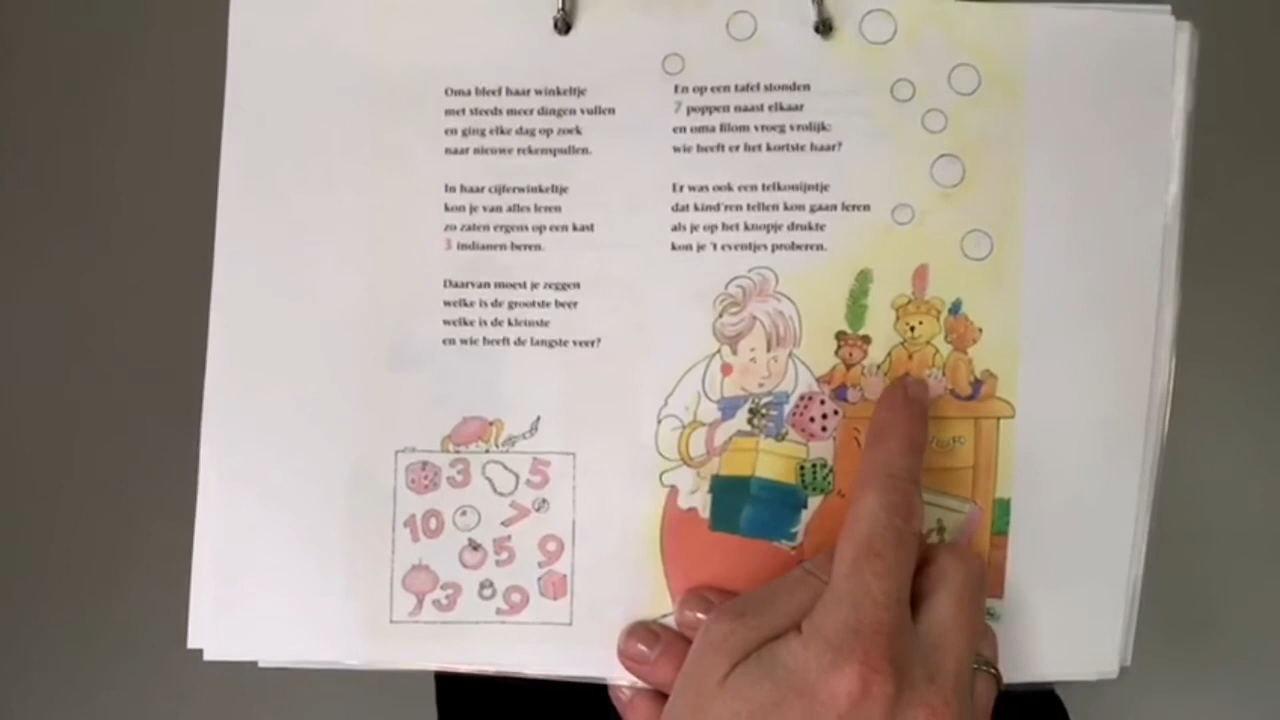 Oma bleef haar winkeltje
met steeds meer dingen vullen
en ging elke dag op zoek
naar nieuwe rekenspullen.
In haar cijferwinkeltje
kon je van alles leren
zo zaten ergens op een kast
3 indianen-beren.
Daarvan moest je zeggen
welke is de grootste beer
welke is de kleinste
en wie heeft de langste veer?
3 5
10 7
5 9
3 9
En op een tafel stonden
7 poppen naast elkaar
en oma filom vroeg vrolijk:
wie heeft er het kortste haar?
Er was ook een telkonijntje
dat kind'ren tellen kon gaan leren
als je op het knopje drukte
kon je 't eventjes proberen.